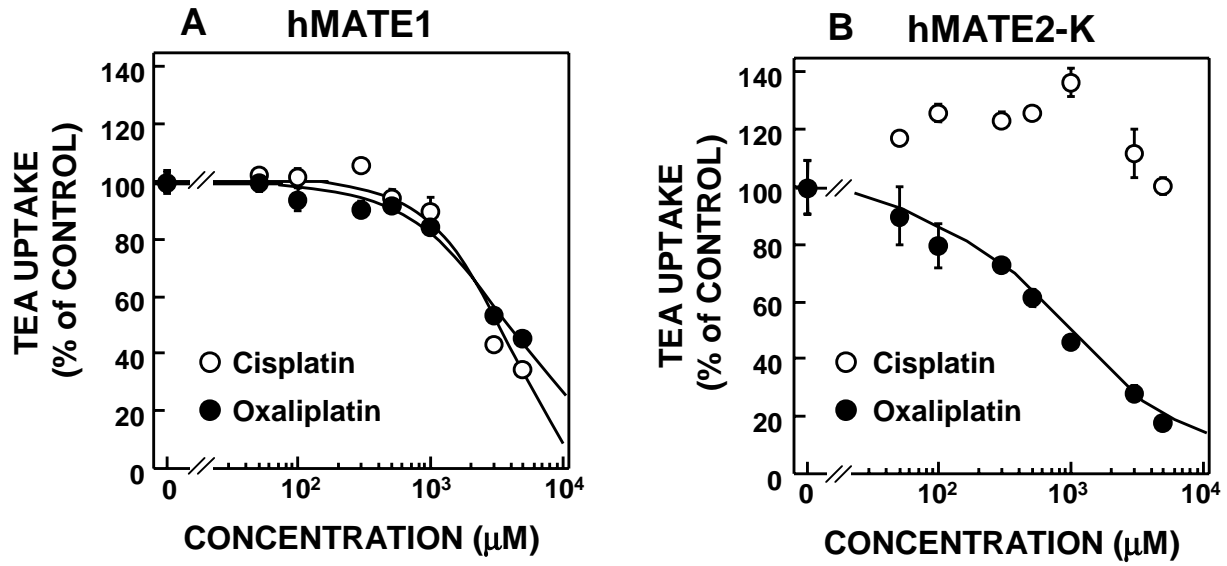 A hMATE1
TEA UPTAKE
(% of CONTROL)
140
120
100
80
60
40
20
0
Cisplatin
Oxaliplatin
0 10² 10³ 10⁴
CONCENTRATION (μM)
B hMATE2-K
TEA UPTAKE
(% of CONTROL)
140
120
100
80
60
40
20
0
Cisplatin
Oxaliplatin
0 10² 10³ 10⁴
CONCENTRATION (μM)